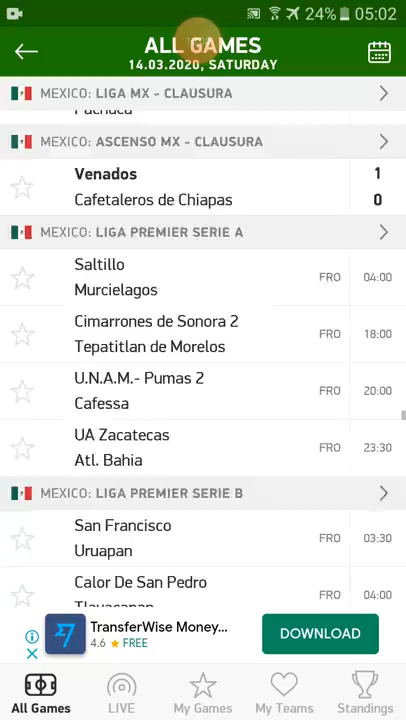 24% 05:02
ALL GAMES
14.03.2020, SATURDAY
MEXICO: LIGA MX - CLAUSURA
Pachuca
MEXICO: ASCENSO MX - CLAUSURA
Venados 1
Cafetaleros de Chiapas 0
MEXICO: LIGA PREMIER SERIE A
Saltillo
Murcielagos
FRO 04:00
Cimarrones de Sonora 2
Tepatitlan de Morelos
FRO 18:00
U.N.A.M.- Pumas 2
Cafessa
FRO 20:00
UA Zacatecas
Atl. Bahia
FRO 23:30
MEXICO: LIGA PREMIER SERIE B
San Francisco
Uruapan
FRO 03:30
Calor De San Pedro
Tlayacapan
FRO 04:00
TransferWise Money...
4.6 ★ FREE
DOWNLOAD
All Games LIVE My Games My Teams Standings